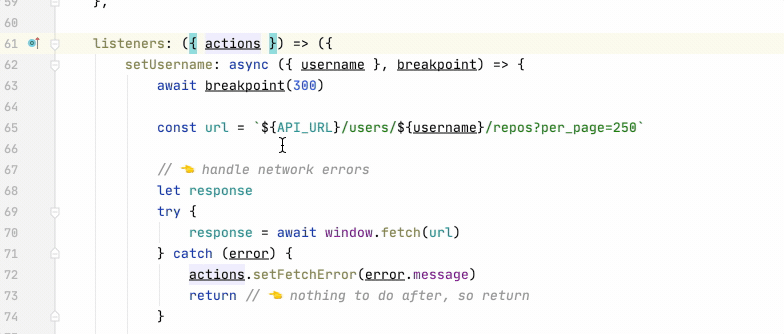 59 },
60
61 listeners: ({ actions }) => ({
62 setUsername: async ({ username }, breakpoint) => {
63 await breakpoint(300)
64
65 const url = `${API_URL}/users/${username}/repos?per_page=250`
66
67 // 👈 handle network errors
68 let response
69 try {
70 response = await window.fetch(url)
71 } catch (error) {
72 actions.setFetchError(error.message)
73 return // 👈 nothing to do after, so return
74 }